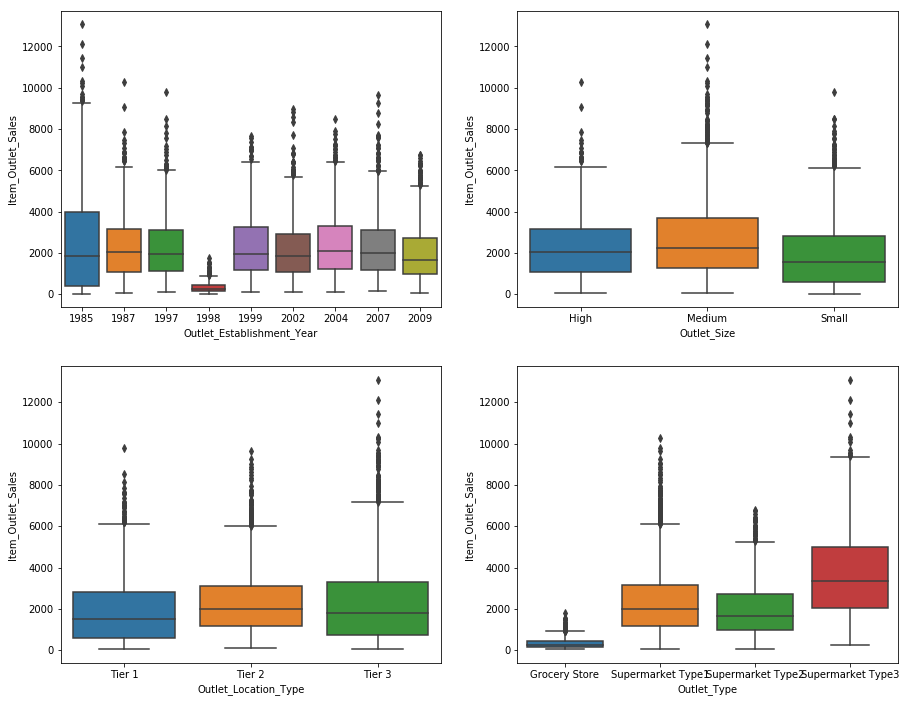 12000
10000
8000
6000
4000
2000
0
Item_Outlet_Sales
1985 1987 1997 1998 1999 2002 2004 2007 2009
Outlet_Establishment_Year
12000
10000
8000
6000
4000
2000
0
Item_Outlet_Sales
High Medium Small
Outlet_Size
12000
10000
8000
6000
4000
2000
0
Item_Outlet_Sales
Tier 1 Tier 2 Tier 3
Outlet_Location_Type
12000
10000
8000
6000
4000
2000
0
Item_Outlet_Sales
Grocery Store Supermarket Type1 Supermarket Type2 Supermarket Type3
Outlet_Type